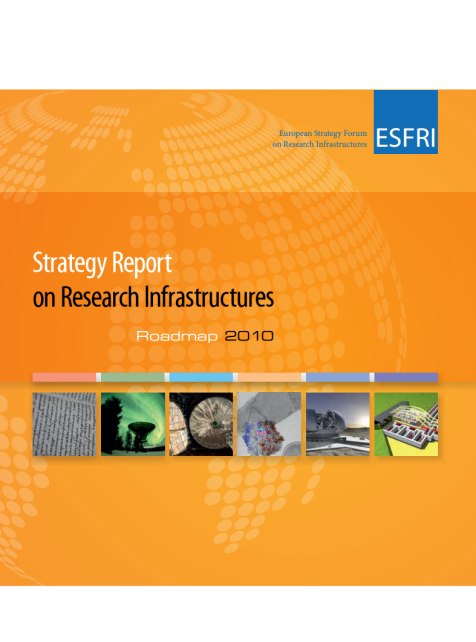 European Strategy Forum
on Research Infrastructures
ESFRI
Strategy Report
on Research Infrastructures
Roadmap 2010